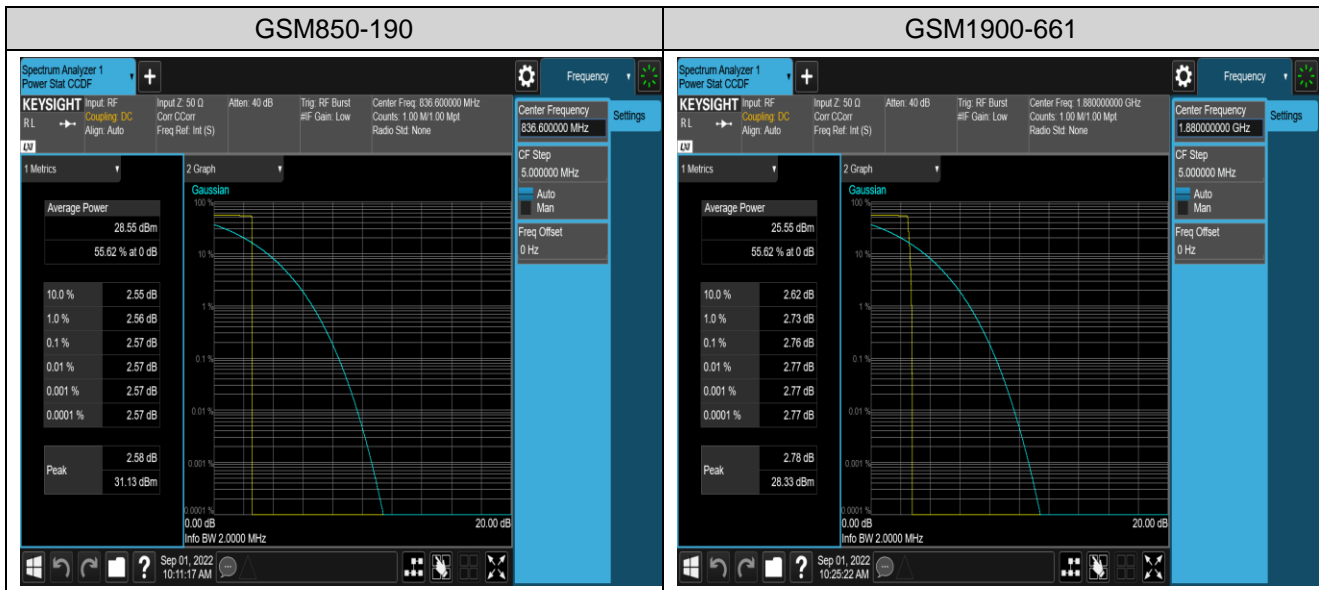 GSM850-190
GSM1900-661
Spectrum Analyzer 1
Power Stat CCDF
+
Frequency
KEYSIGHT
RL
Input: RF
Coupling: DC
Align: Auto
Input Z: 50 Ω
Corr CCorr
Freq Ref: Int (S)
Atten: 40 dB
Trig: RF Burst
#IF Gain: Low
Center Freq: 836.600000 MHz
Counts: 1.00 M/1.00 Mpt
Radio Std: None
LXI
Center Frequency
836.600000 MHz
Settings
CF Step
5.000000 MHz
Auto
Man
Freq Offset
0 Hz
1 Metrics
Average Power
28.55 dBm
55.62 % at 0 dB
10.0 % 2.55 dB
1.0 % 2.56 dB
0.1 % 2.57 dB
0.01 % 2.57 dB
0.001 % 2.57 dB
0.0001 % 2.57 dB
Peak
2.58 dB
31.13 dBm
2 Graph
Gaussian
100 %
10 %
1 %
0.1 %
0.01 %
0.001 %
0.0001 %
0.00 dB
20.00 dB
Info BW 2.0000 MHz
?
Sep 01, 2022
10:11:17 AM
Spectrum Analyzer 1
Power Stat CCDF
+
Frequency
KEYSIGHT
RL
Input: RF
Coupling: DC
Align: Auto
Input Z: 50 Ω
Corr CCorr
Freq Ref: Int (S)
Atten: 40 dB
Trig: RF Burst
#IF Gain: Low
Center Freq: 1.880000000 GHz
Counts: 1.00 M/1.00 Mpt
Radio Std: None
LXI
Center Frequency
1.880000000 GHz
Settings
CF Step
5.000000 MHz
Auto
Man
Freq Offset
0 Hz
1 Metrics
Average Power
25.55 dBm
55.62 % at 0 dB
10.0 % 2.62 dB
1.0 % 2.73 dB
0.1 % 2.76 dB
0.01 % 2.77 dB
0.001 % 2.77 dB
0.0001 % 2.77 dB
Peak
2.78 dB
28.33 dBm
2 Graph
Gaussian
100 %
10 %
1 %
0.1 %
0.01 %
0.001 %
0.0001 %
0.00 dB
20.00 dB
Info BW 2.0000 MHz
?
Sep 01, 2022
10:25:22 AM